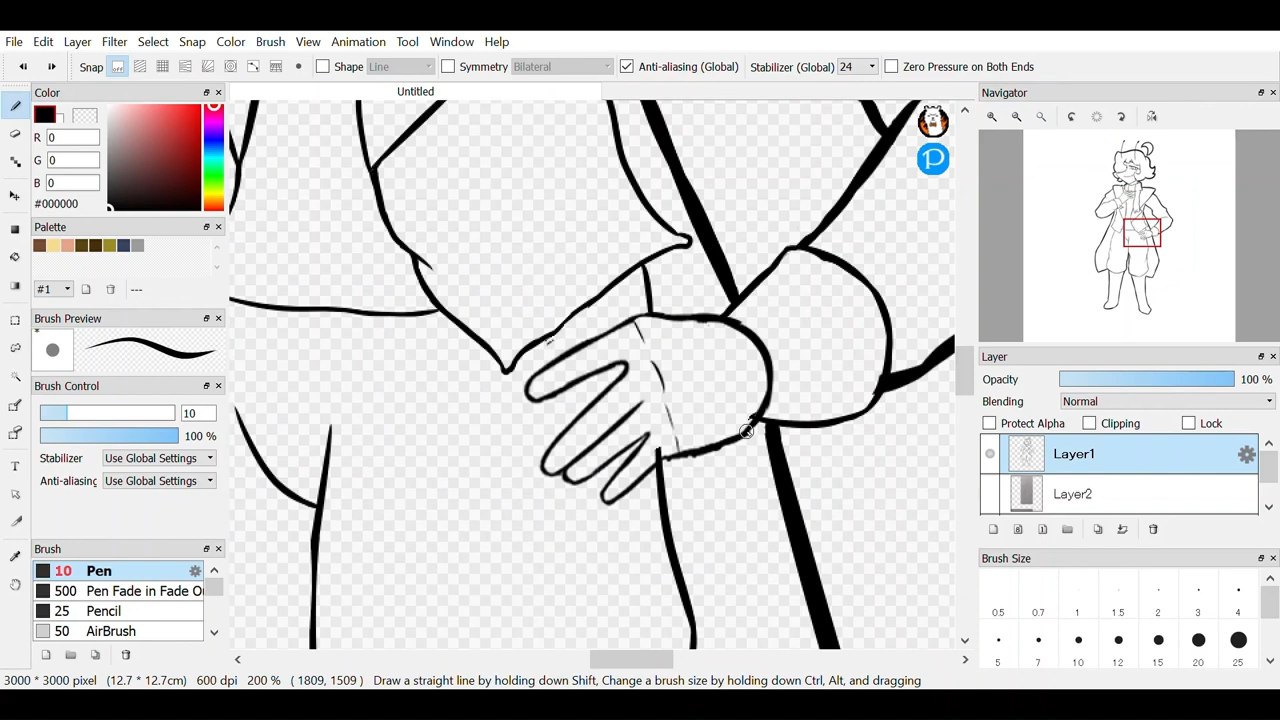 File Edit Layer Filter Select Snap Color Brush View Animation Tool Window Help
Snap Shape Line Symmetry Bilateral Anti-aliasing (Global) Stabilizer (Global) 24 Zero Pressure on Both Ends
Color
R 0
G 0
B 0
#000000
Palette
#1 ---
Brush Preview
*
Brush Control
10
100 %
Stabilizer Use Global Settings
Anti-aliasing Use Global Settings
Brush
10 Pen
500 Pen Fade in Fade O
25 Pencil
50 AirBrush
Untitled
P
Navigator
Layer
Opacity 100 %
Blending Normal
Protect Alpha Clipping Lock
Layer1
Layer2
Brush Size
0.5 0.7 1 1.5 2 3 4
5 7 10 12 15 20 25
3000 * 3000 pixel (12.7 * 12.7cm) 600 dpi 200 % ( 1809, 1509 ) Draw a straight line by holding down Shift, Change a brush size by holding down Ctrl, Alt, and dragging